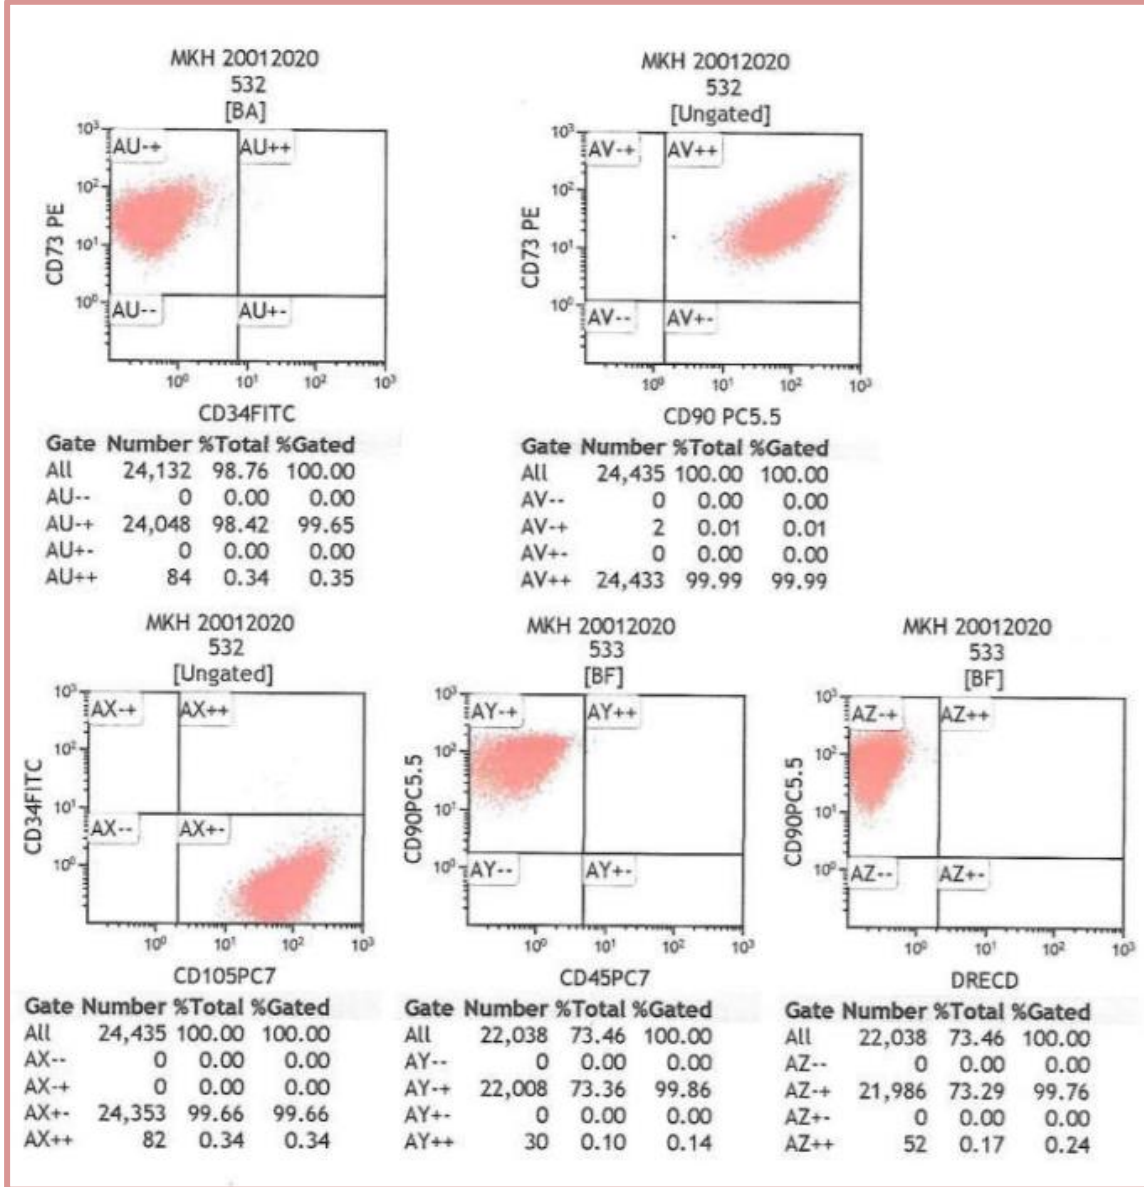 MKH 20012020
532
[BA]
10³
AU-+
AU++
10²
CD73 PE
10¹
10⁰
AU--
AU+-
10⁰ 10¹ 10² 10³
CD34FITC
Gate Number %Total %Gated
All 24,132 98.76 100.00
AU-- 0 0.00 0.00
AU-+ 24,048 98.42 99.65
AU+- 0 0.00 0.00
AU++ 84 0.34 0.35
MKH 20012020
532
[Ungated]
10³
AV-+
AV++
10²
CD73 PE
10¹
10⁰
AV--
AV+-
10⁰ 10¹ 10² 10³
CD90 PC5.5
Gate Number %Total %Gated
All 24,435 100.00 100.00
AV-- 0 0.00 0.00
AV-+ 2 0.01 0.01
AV+- 0 0.00 0.00
AV++ 24,433 99.99 99.99
MKH 20012020
532
[Ungated]
10³
AX-+
AX++
10²
CD34FITC
10¹
AX--
AX+-
10⁰
10⁰ 10¹ 10² 10³
CD105PC7
Gate Number %Total %Gated
All 24,435 100.00 100.00
AX-- 0 0.00 0.00
AX-+ 0 0.00 0.00
AX+- 24,353 99.66 99.66
AX++ 82 0.34 0.34
MKH 20012020
533
[BF]
10³
AY-+
AY++
10²
CD90PC5.5
10¹
10⁰
AY--
AY+-
10⁰ 10¹ 10² 10³
CD45PC7
Gate Number %Total %Gated
All 22,038 73.46 100.00
AY-- 0 0.00 0.00
AY-+ 22,008 73.36 99.86
AY+- 0 0.00 0.00
AY++ 30 0.10 0.14
MKH 20012020
533
[BF]
10³
AZ-+
AZ++
10²
CD90PC5.5
10¹
10⁰
AZ--
AZ+-
10⁰ 10¹ 10² 10³
DRECD
Gate Number %Total %Gated
All 22,038 73.46 100.00
AZ-- 0 0.00 0.00
AZ-+ 21,986 73.29 99.76
AZ+- 0 0.00 0.00
AZ++ 52 0.17 0.24